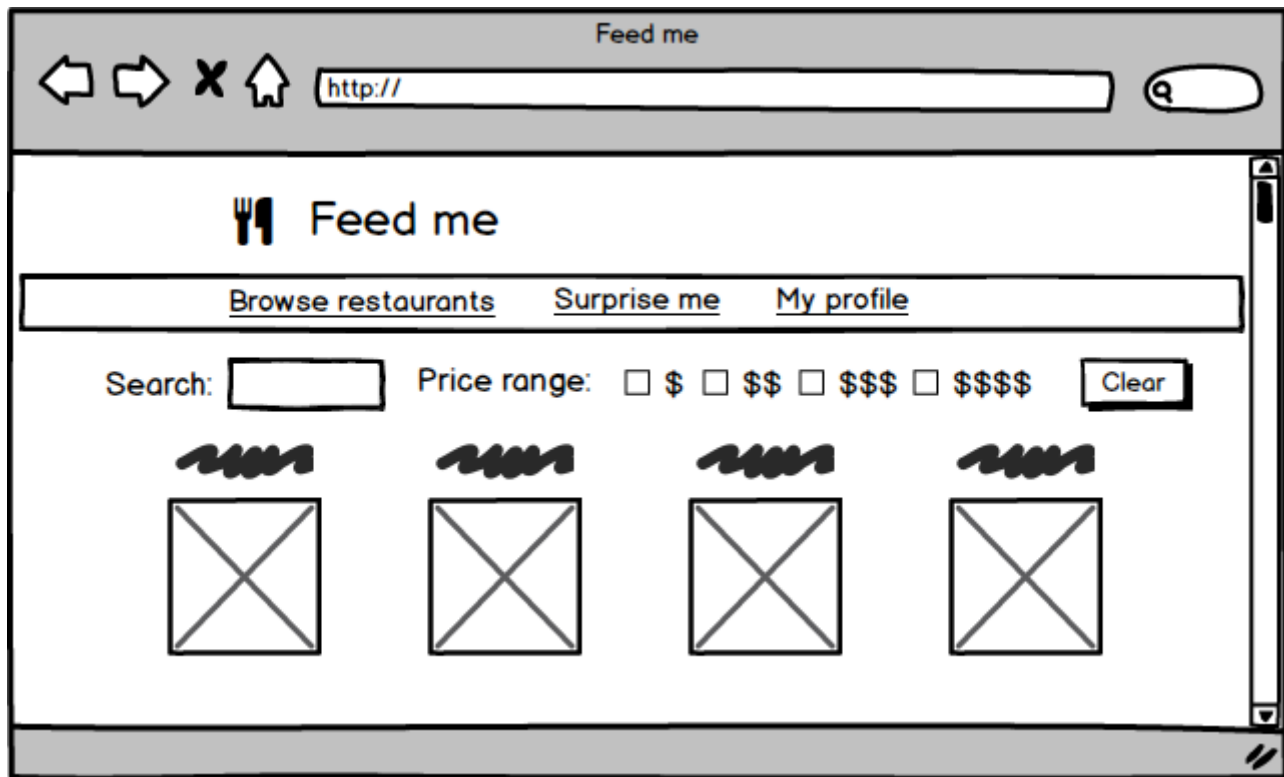 Feed me
http://
Feed me
Browse restaurants Surprise me My profile
Search: Price range: $ $$ $$$ $$$$ Clear